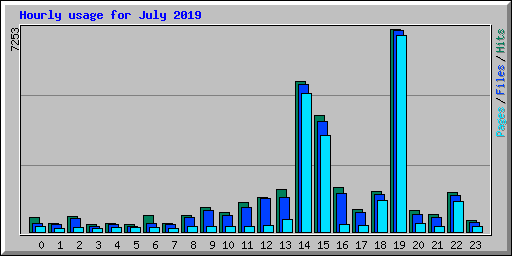 Hourly usage for July 2019
7253
Pages / Files / Hits
0 1 2 3 4 5 6 7 8 9 10 11 12 13 14 15 16 17 18 19 20 21 22 23